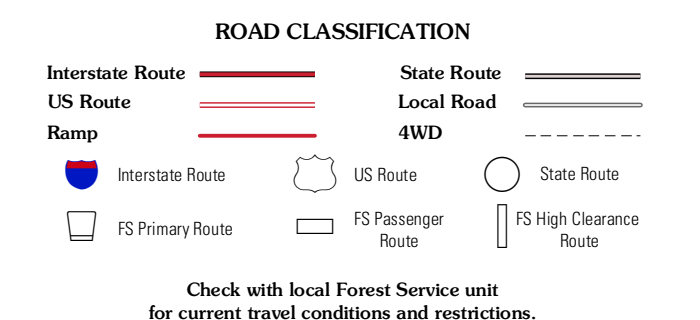 ROAD CLASSIFICATION
Interstate Route
State Route
US Route
Local Road
Ramp
4WD
Interstate Route
US Route
State Route
FS Primary Route
FS Passenger
Route
FS High Clearance
Route
Check with local Forest Service unit
for current travel conditions and restrictions.